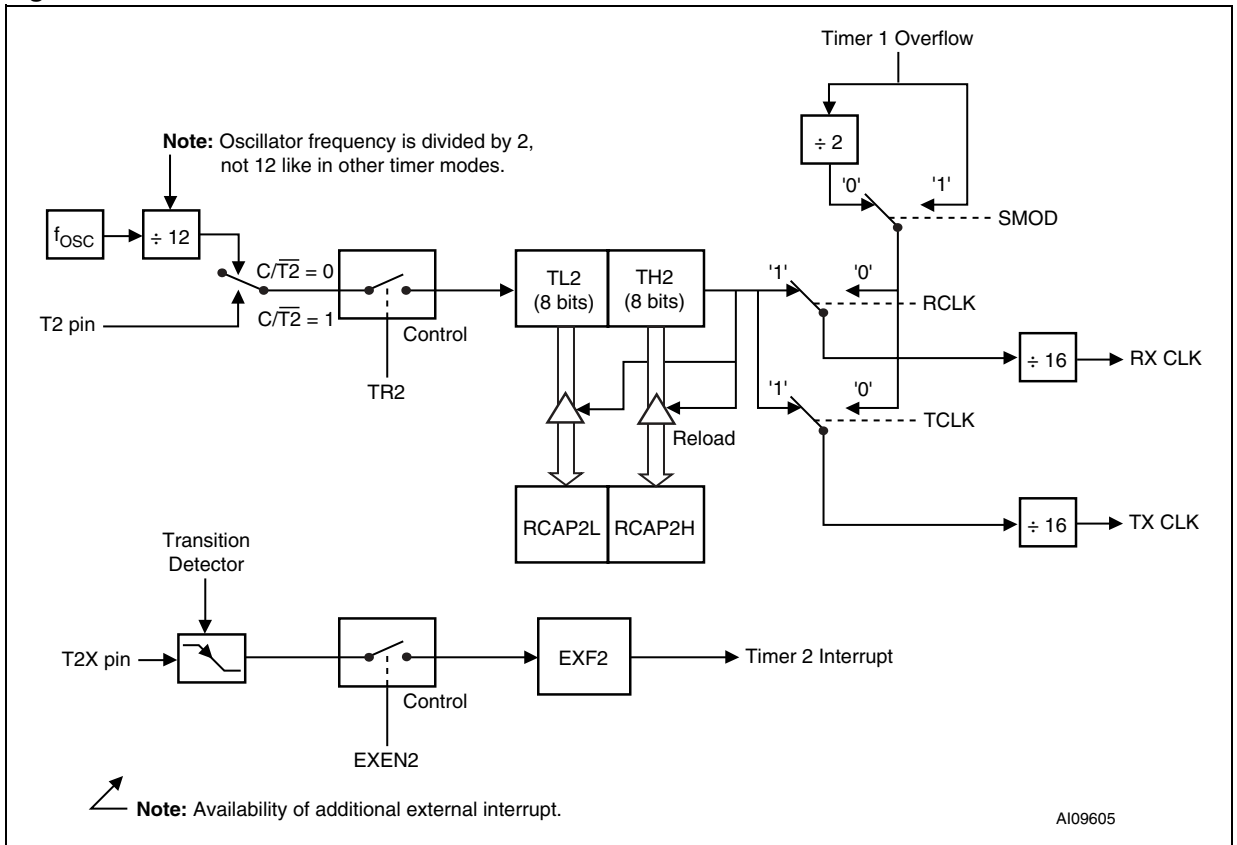 Timer 1 Overflow
÷ 2
'0'
'1'
SMOD
Note: Oscillator frequency is divided by 2,
not 12 like in other timer modes.
fOSC
÷ 12
C/T2 = 0
C/T2 = 1
T2 pin
Control
TR2
TL2
(8 bits)
TH2
(8 bits)
'1'
'0'
RCLK
÷ 16
RX CLK
'1'
'0'
TCLK
Reload
RCAP2L
RCAP2H
÷ 16
TX CLK
Transition
Detector
T2X pin
Control
EXEN2
EXF2
Timer 2 Interrupt
Note: Availability of additional external interrupt.
AI09605